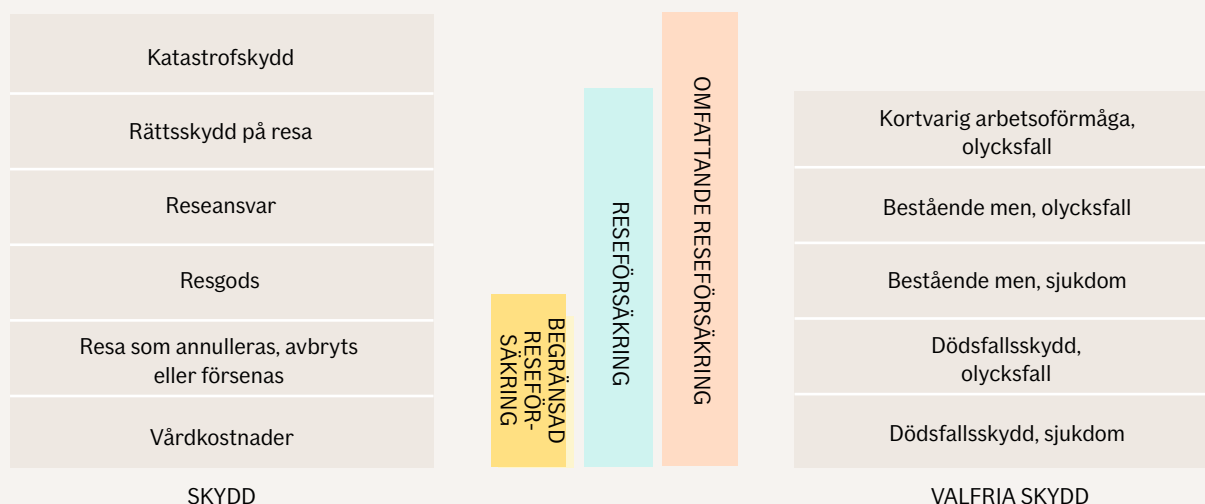 Katastrofskydd
Rättsskydd på resa
Reseansvar
Resgods
Resa som annulleras, avbryts
eller försenas
Vårdkostnader
SKYDD
BEGRÄNSAD
RESEFÖR-
SÄKRING
RESEFÖRSÄKRING
OMFATTANDE RESEFÖRSÄKRING
Kortvarig arbetsoförmåga,
olycksfall
Bestående men, olycksfall
Bestående men, sjukdom
Dödsfallsskydd,
olycksfall
Dödsfallsskydd, sjukdom
VALFRIA SKYDD